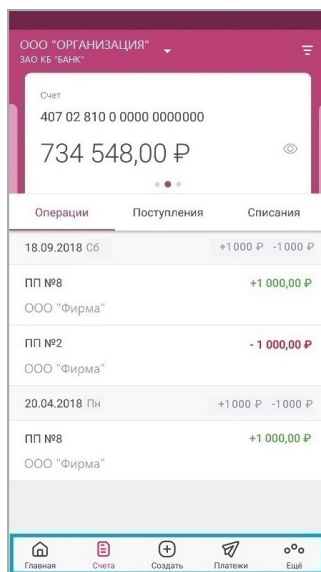 ООО "ОРГАНИЗАЦИЯ"
ЗАО КБ "БАНК"
Счет
407 02 810 0 0000 0000000
734 548,00 ₽
Операции Поступления Списания
18.09.2018 Сб +1000 ₽ -1000 ₽
ПП №8 +1 000,00 ₽
ООО "Фирма"
ПП №2 - 1 000,00 ₽
ООО "Фирма"
20.04.2018 Пн +1000 ₽ -1000 ₽
ПП №8 +1 000,00 ₽
ООО "Фирма"
Главная Счета Создать Платежи Ещё